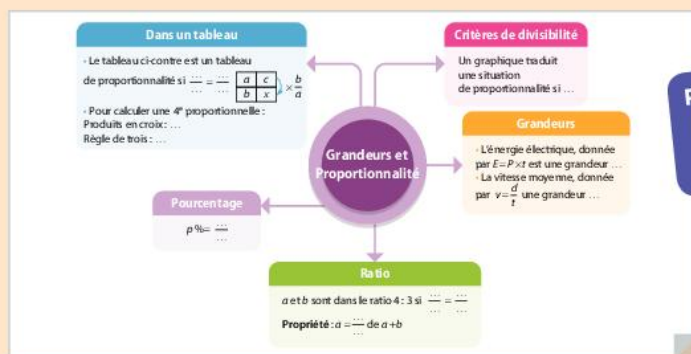 Dans un tableau
· Le tableau ci-contre est un tableau
de proportionnalité si .../... = .../... a c b x × b/a
· Pour calculer une 4e proportionnelle :
Produits en croix : ...
Règle de trois : ...
Critères de divisibilité
Un graphique traduit
une situation
de proportionnalité si ...
Grandeurs
· L'énergie électrique, donnée
par E = P × t est une grandeur ...
· La vitesse moyenne, donnée
par v = d/t une grandeur ...
Grandeurs et
Proportionnalité
Pourcentage
p % = .../...
Ratio
a et b sont dans le ratio 4 : 3 si .../... = .../...
Propriété : a = .../... de a + b